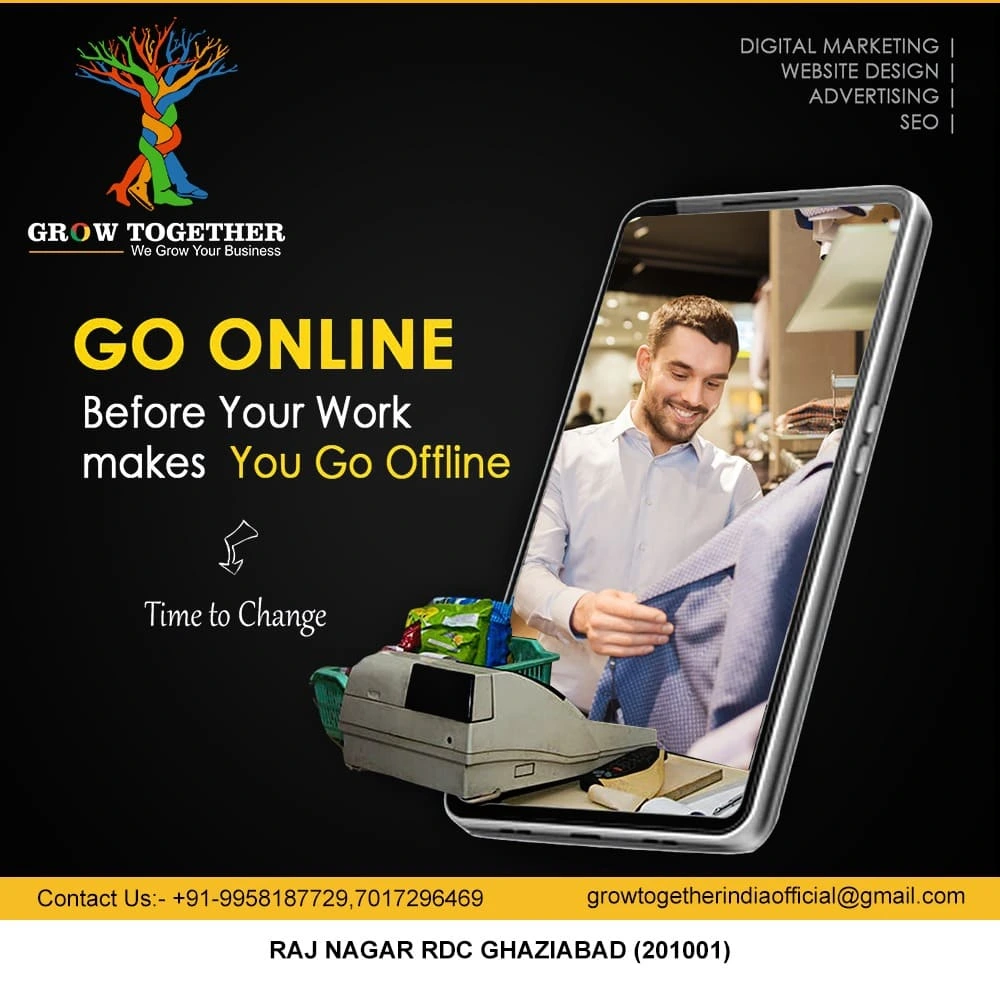 GROW TOGETHER
We Grow Your Business
DIGITAL MARKETING |
WEBSITE DESIGN |
ADVERTISING |
SEO |
GO ONLINE
Before Your Work
makes You Go Offline
Time to Change
Contact Us:- +91-9958187729,7017296469
growtogetherindiaofficial@gmail.com
RAJ NAGAR RDC GHAZIABAD (201001)